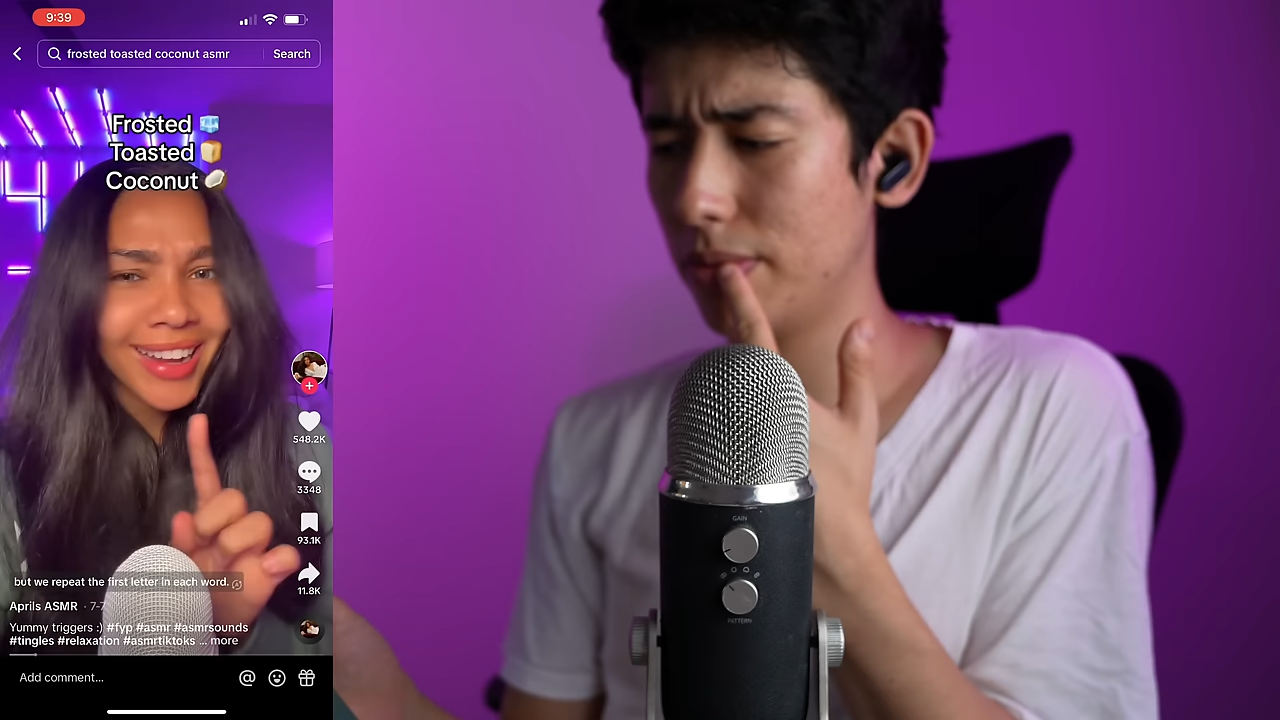 9:39
frosted toasted coconut asmr
Search
Frosted
Toasted
Coconut
548.2K
3348
93.1K
11.8K
but we repeat the first letter in each word.
Aprils ASMR · 7-7
Yummy triggers :) #fyp #asmr #asmrsounds
#tingles #relaxation #asmrtiktoks ... more
Add comment...
GAIN
PATTERN